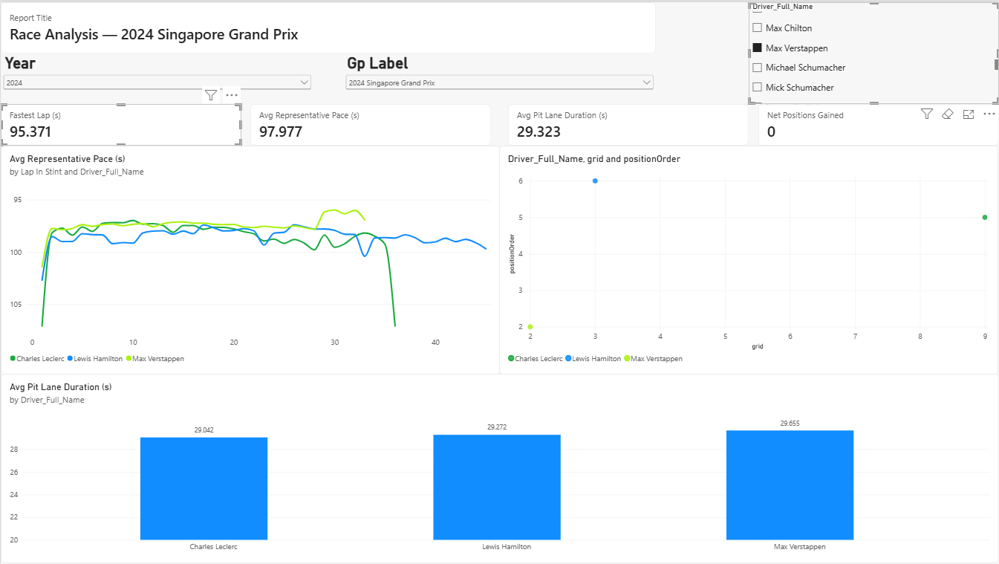 Report Title
Race Analysis — 2024 Singapore Grand Prix
Driver_Full_Name
Max Chilton
Max Verstappen
Michael Schumacher
Mick Schumacher
Year
Gp Label
2024
2024 Singapore Grand Prix
Fastest Lap (s)
95.371
Avg Representative Pace (s)
97.977
Avg Pit Lane Duration (s)
29.323
Net Positions Gained
0
Avg Representative Pace (s)
by Lap In Stint and Driver_Full_Name
95
100
105
0 10 20 30 40
Charles Leclerc Lewis Hamilton Max Verstappen
Driver_Full_Name, grid and positionOrder
positionOrder
6
5
4
3
2
2 3 4 5 6 7 8 9
grid
Charles Leclerc Lewis Hamilton Max Verstappen
Avg Pit Lane Duration (s)
by Driver_Full_Name
29.042 29.272 29.655
28
26
24
22
20
Charles Leclerc Lewis Hamilton Max Verstappen